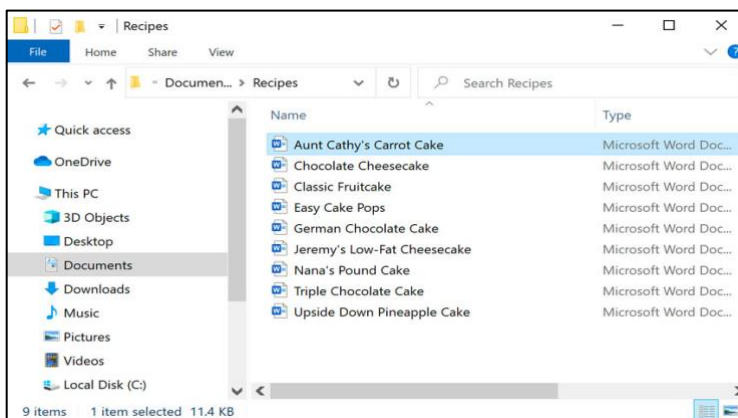 Recipes
File Home Share View
Documen... > Recipes Search Recipes
Name Type
Quick access
OneDrive
This PC
3D Objects
Desktop
Documents
Downloads
Music
Pictures
Videos
Local Disk (C:)
Aunt Cathy's Carrot Cake Microsoft Word Doc...
Chocolate Cheesecake Microsoft Word Doc...
Classic Fruitcake Microsoft Word Doc...
Easy Cake Pops Microsoft Word Doc...
German Chocolate Cake Microsoft Word Doc...
Jeremy's Low-Fat Cheesecake Microsoft Word Doc...
Nana's Pound Cake Microsoft Word Doc...
Triple Chocolate Cake Microsoft Word Doc...
Upside Down Pineapple Cake Microsoft Word Doc...
9 items 1 item selected 11.4 KB